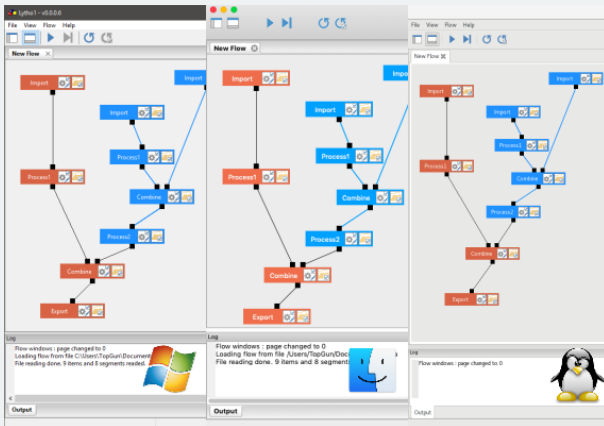 Lytho1 - v0.0.0.6
File View Flow Help
New Flow
Import
Import
Import
Process1
Process1
Combine
Process2
Combine
Export
Log
Flow windows : page changed to 0
Loading flow from file C:\Users\TopGun\Document
File reading done. 9 items and 8 segments readed.
Output
New Flow
Import
Impo
Import
Process1
Process1
Combine
Process2
Combine
Export
Log
Flow windows : page changed to 0
Loading flow from file /Users/TopGun/Doc
File reading done. 9 items and 8 segment
Output
File View Flow Help
New Flow
Import
Import
Import
Process1
Process1
Combine
Process2
Combine
Export
Log
Flow windows : page changed to 0
Output